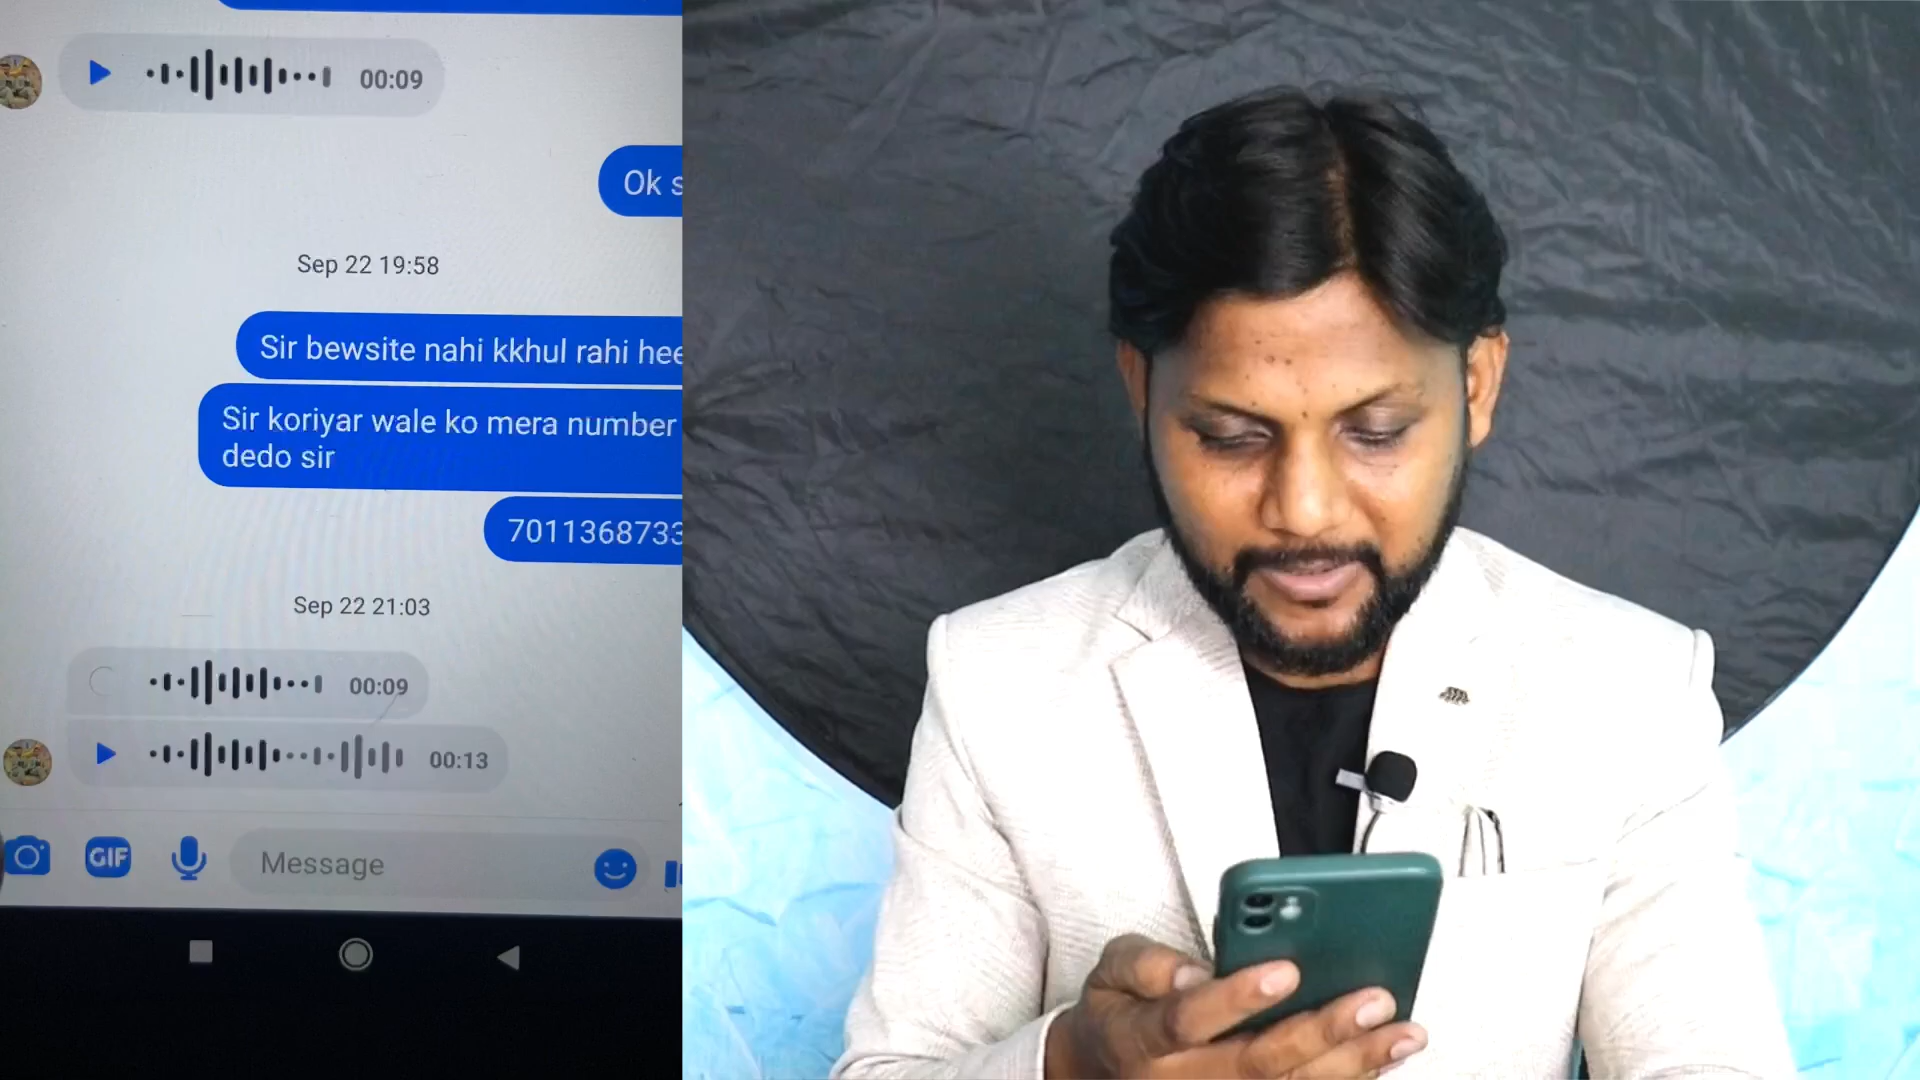 00:09
Ok s
Sep 22 19:58
Sir bewsite nahi kkhul rahi hee
Sir koriyar wale ko mera number
dedo sir
7011368733
Sep 22 21:03
00:09
00:13
GIF
Message